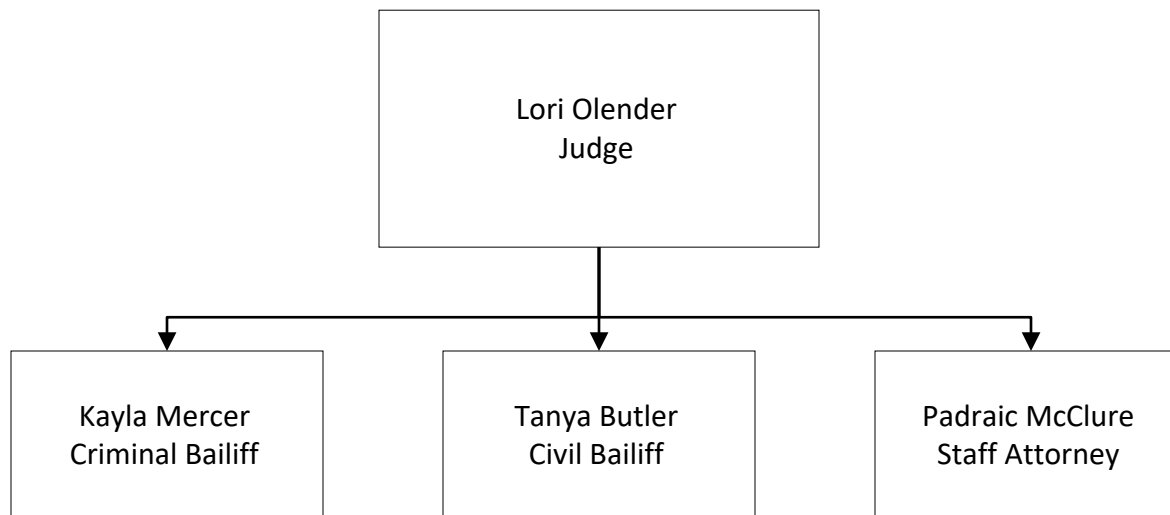 Lori Olender
Judge
Kayla Mercer
Criminal Bailiff
Tanya Butler
Civil Bailiff
Padraic McClure
Staff Attorney